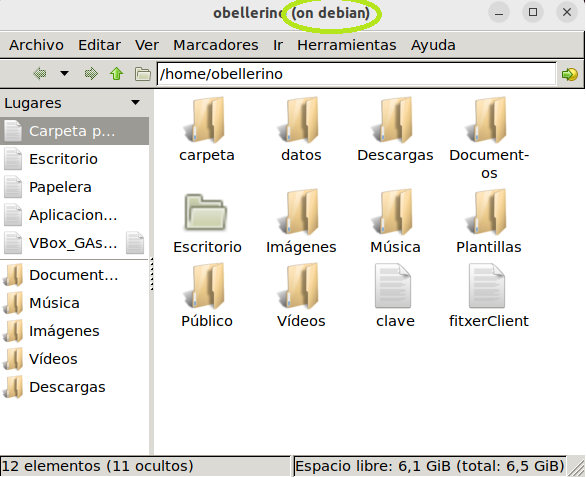 obellerino (on debian)
Archivo Editar Ver Marcadores Ir Herramientas Ayuda
/home/obellerino
Lugares
Carpeta p...
Escritorio
Papelera
Aplicacion...
VBox_GAs...
Document...
Música
Imágenes
Vídeos
Descargas
carpeta datos Descargas Document-
os
Escritorio Imágenes Música Plantillas
Público Vídeos clave fitxerClient
12 elementos (11 ocultos) Espacio libre: 6,1 GiB (total: 6,5 GiB)